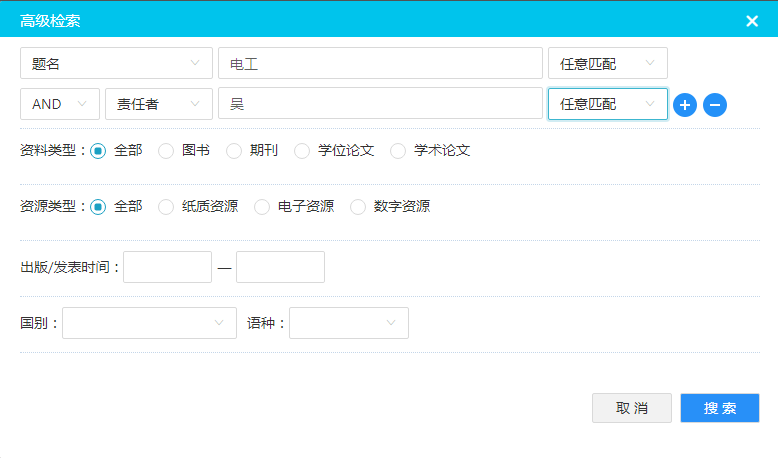 高级检索
题名 电工 任意匹配
AND 责任者 吴 任意匹配
资料类型： 全部 图书 期刊 学位论文 学术论文
资源类型： 全部 纸质资源 电子资源 数字资源
出版/发表时间： —
国别： 语种：
取 消 搜 索